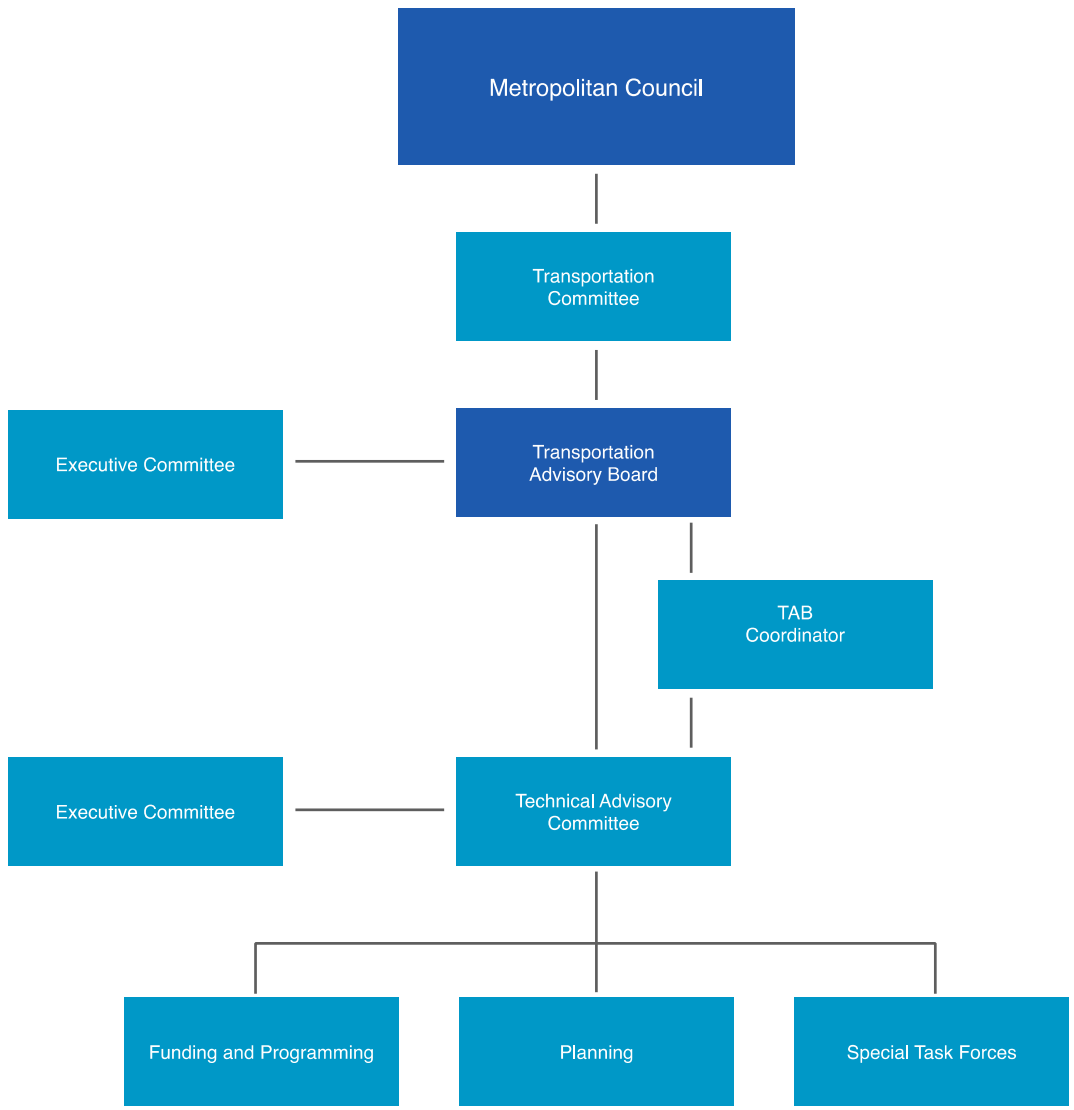 Metropolitan Council
Transportation
Committee
Executive Committee
Transportation
Advisory Board
TAB
Coordinator
Executive Committee
Technical Advisory
Committee
Funding and Programming
Planning
Special Task Forces